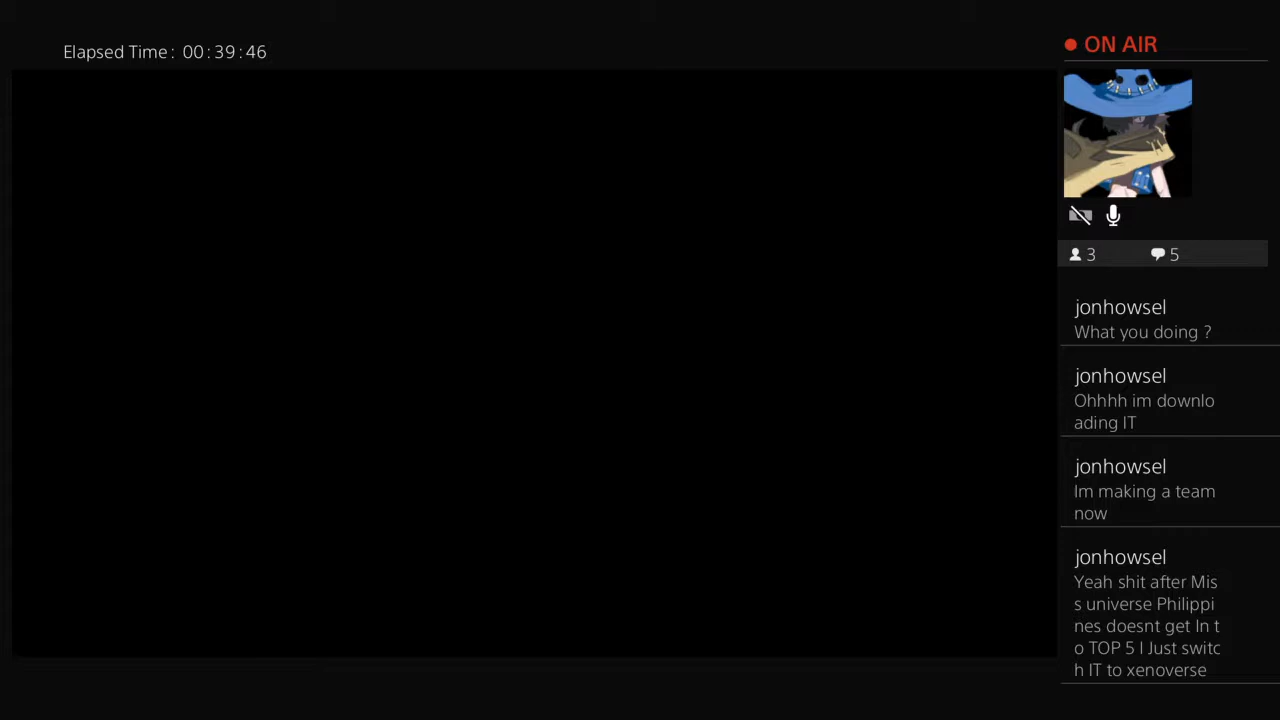 Elapsed Time: 00:39:46
ON AIR
3 5
jonhowsel
What you doing ?
jonhowsel
Ohhhh im downlo
ading IT
jonhowsel
Im making a team
now
jonhowsel
Yeah shit after Mis
s universe Philippi
nes doesnt get In t
o TOP 5 I Just switc
h IT to xenoverse